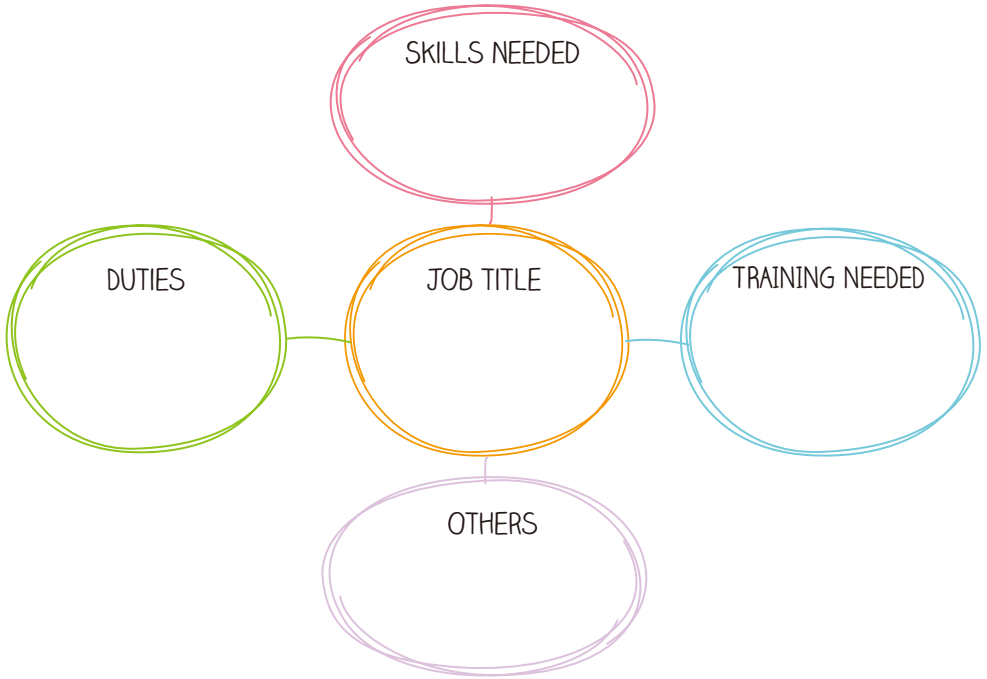 SKILLS NEEDED
DUTIES
JOB TITLE
TRAINING NEEDED
OTHERS